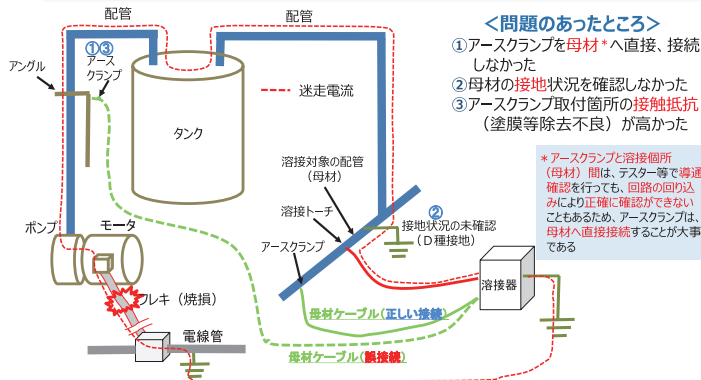 配管
配管
<問題のあったところ>
①アースクランプを母材*へ直接、接続
しなかった
②母材の接地状況を確認しなかった
③アースクランプ取付箇所の接触抵抗
(塗膜等除去不良)が高かった
①③
アース
クランプ
アングル
迷走電流
タンク
*アースクランプと溶接個所
(母材)間は、テスター等で導通
確認を行っても、回路の回り込
みにより正確に確認ができない
こともあるため、アースクランプは、
母材へ直接接続することが大事
である
溶接対象の配管
(母材)
溶接トーチ
②
接地状況の未確認
(D種接地)
アースクランプ
ポンプ
モータ
溶接器
フレキ(焼損)
母材ケーブル(正しい接続)
電線管
母材ケーブル(誤接続)